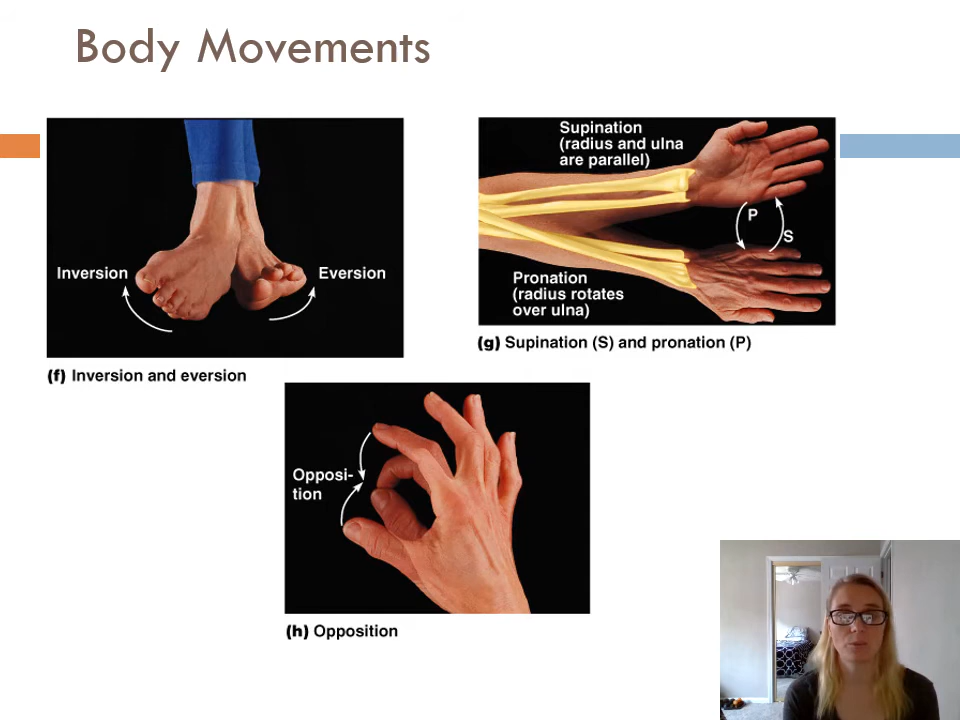 Body Movements
Inversion
Eversion
(f) Inversion and eversion
Supination
(radius and ulna
are parallel)
P
S
Pronation
(radius rotates
over ulna)
(g) Supination (S) and pronation (P)
Opposi-
tion
(h) Opposition